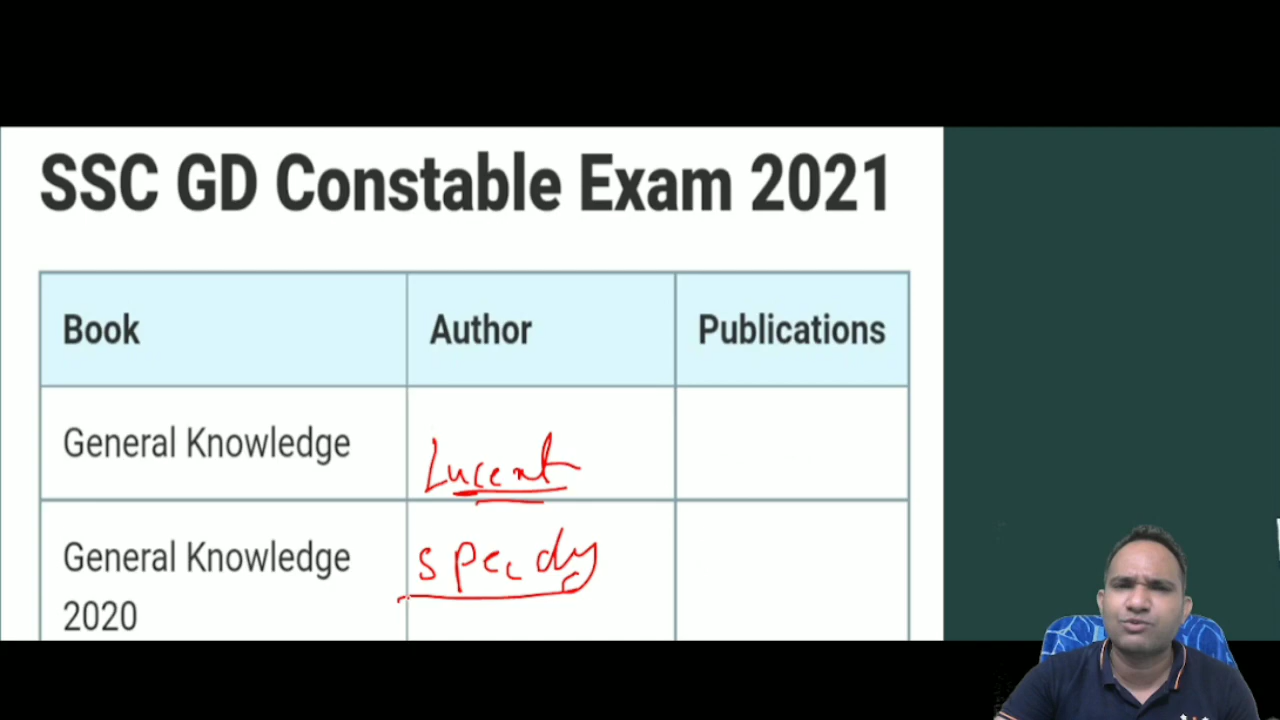 SSC GD Constable Exam 2021
Book Author Publications
General Knowledge Lucent
General Knowledge speedy
2020